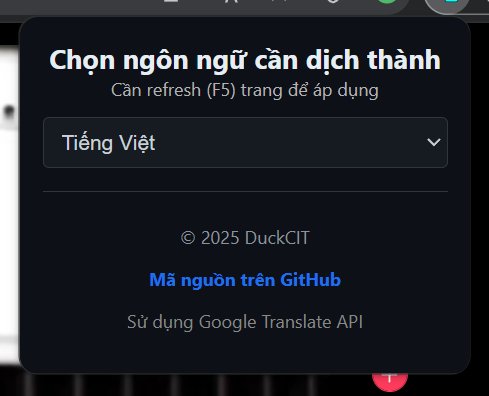 Chọn ngôn ngữ cần dịch thành
Cần refresh (F5) trang để áp dụng
Tiếng Việt
© 2025 DuckCIT
Mã nguồn trên GitHub
Sử dụng Google Translate API